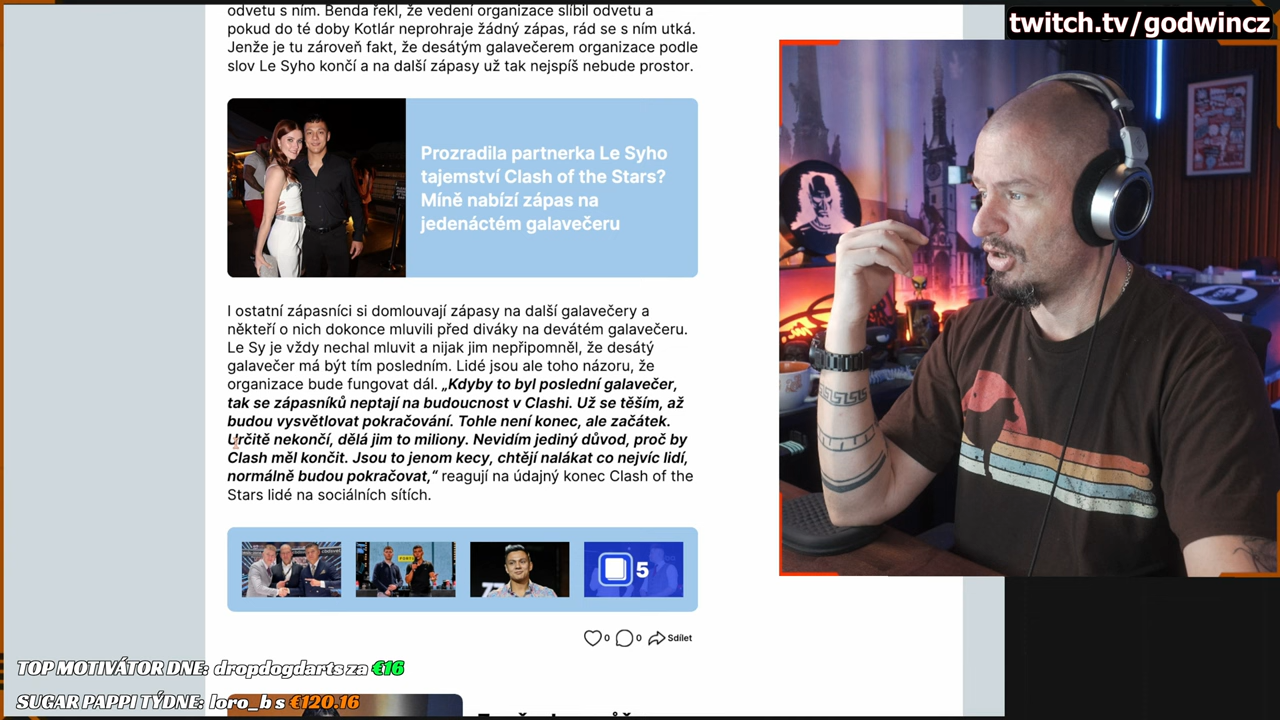 twitch.tv/godwincz
odvetu s ním. Benda řekl, že vedení organizace slíbil odvetu a
pokud do té doby Kotlár neprohraje žádný zápas, rád se s ním utká.
Jenže je tu zároveň fakt, že desátým galavečerem organizace podle
slov Le Syho končí a na další zápasy už tak nejspíš nebude prostor.
Prozradila partnerka Le Syho
tajemství Clash of the Stars?
Míně nabízí zápas na
jedenáctém galavečeru
I ostatní zápasníci si domlouvají zápasy na další galavečery a
někteří o nich dokonce mluvili před diváky na devátém galavečeru.
Le Sy je vždy nechal mluvit a nijak jim nepřipomněl, že desátý
galavečer má být tím posledním. Lidé jsou ale toho názoru, že
organizace bude fungovat dál. „Kdyby to byl poslední galavečer,
tak se zápasníků neptají na budoucnost v Clashi. Už se těším, až
budou vysvětlovat pokračování. Tohle není konec, ale začátek.
Určitě nekončí, dělá jim to miliony. Nevidím jediný důvod, proč by
Clash měl končit. Jsou to jenom kecy, chtějí nalákat co nejvíc lidí,
normálně budou pokračovat,“ reagují na údajný konec Clash of the
Stars lidé na sociálních sítích.
5
0 0 Sdílet
TOP MOTIVÁTOR DNE: dropdogdarts za €16
SUGAR PAPPI TÝDNE: loro_b s €120.16